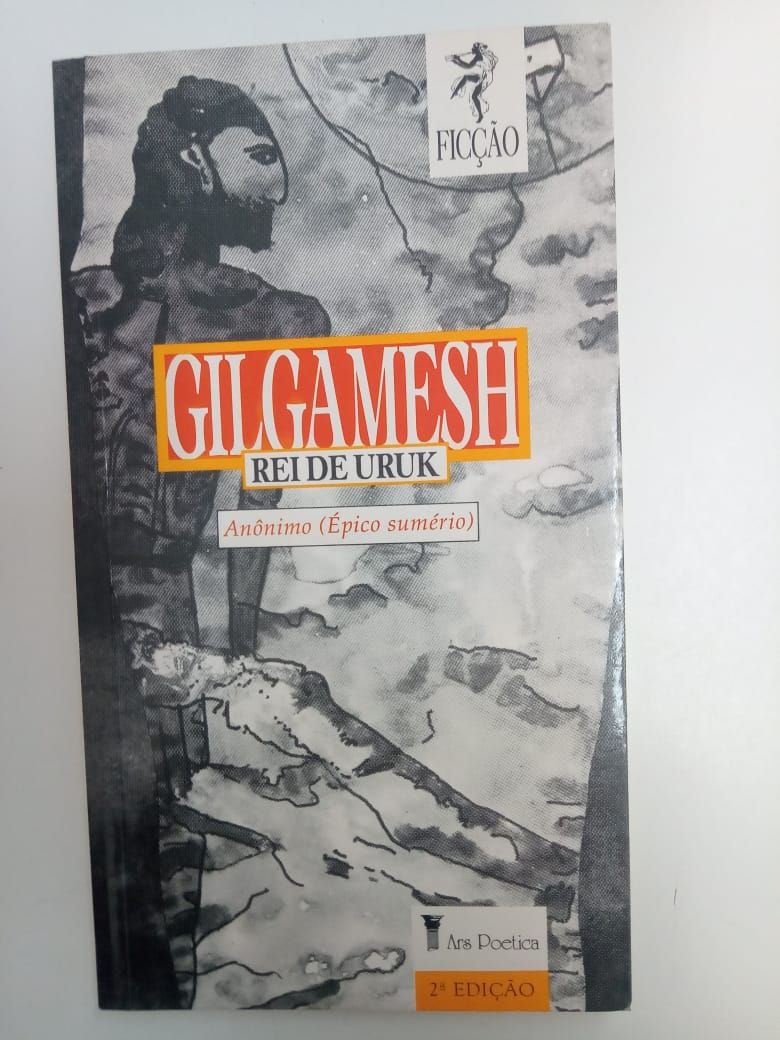 FICÇÃO
GILGAMESH
REI DE URUK
Anônimo (Épico sumério)
Ars Poetica
2ª EDIÇÃO